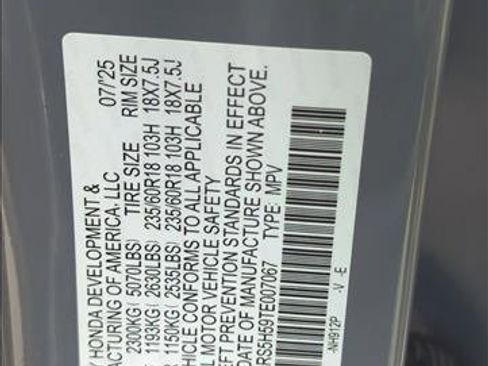 Y HONDA DEVELOPMENT & 07/'25
ACTURING OF AMERICA, LLC
TIRE SIZE RIM SIZE
2300KG( 5070LBS)
1193KG( 2630LBS) 235/60R18 103H 18X7.5J
1150KG( 2535LBS) 235/60R18 103H 18X7.5J
HICLE CONFORMS TO ALL APPLICABLE
L MOTOR VEHICLE SAFETY
EFT PREVENTION STANDARDS IN EFFECT
DATE OF MANUFACTURE SHOWN ABOVE.
RS5H59TE007067 TYPE: MPV
-NH912P -V -E